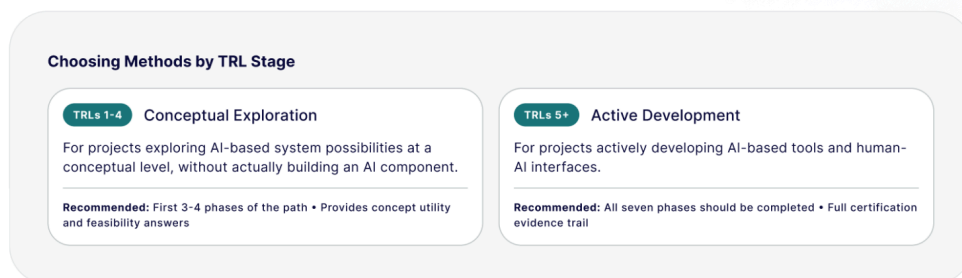 Choosing Methods by TRL Stage
TRLs 1-4 Conceptual Exploration
For projects exploring AI-based system possibilities at a
conceptual level, without actually building an AI component.
Recommended: First 3-4 phases of the path • Provides concept utility
and feasibility answers
TRLs 5+ Active Development
For projects actively developing AI-based tools and human-
AI interfaces.
Recommended: All seven phases should be completed • Full certification
evidence trail